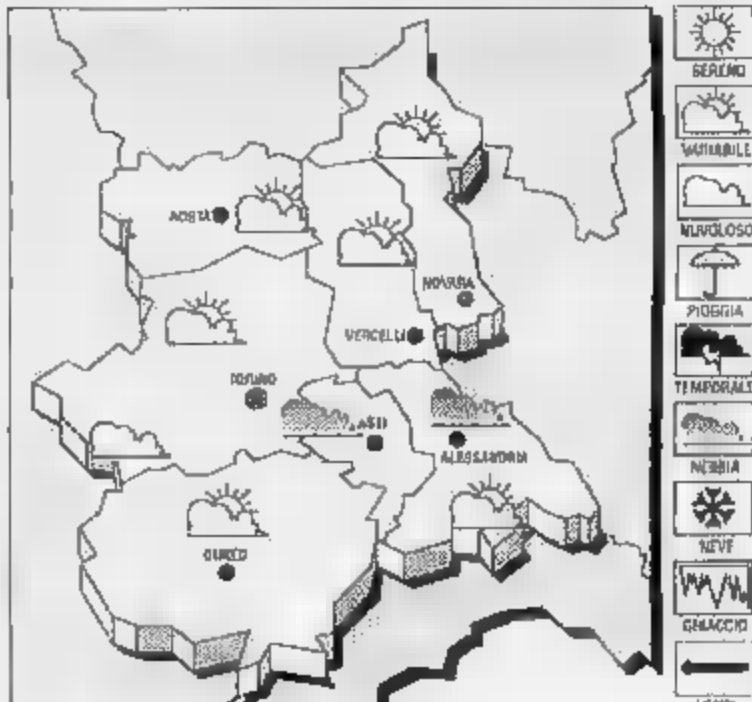 SERENO
VARIABILE
AOSTA
NUVOLOSO
NOVARA
PIOGGIA
VERCELLI
TEMPORALE
TORINO
ASTI
ALESSANDRIA
NEBBIA
CUNEO
NEVE
GHIACCIO